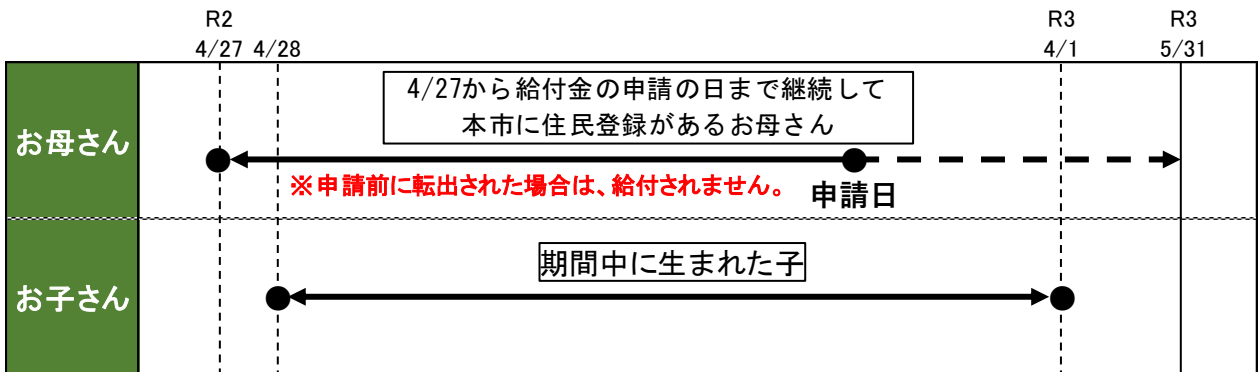 R2
4/27 4/28
R3
4/1
R3
5/31
お母さん
4/27から給付金の申請の日まで継続して
本市に住民登録があるお母さん
※申請前に転出された場合は、給付されません。
申請日
お子さん
期間中に生まれた子